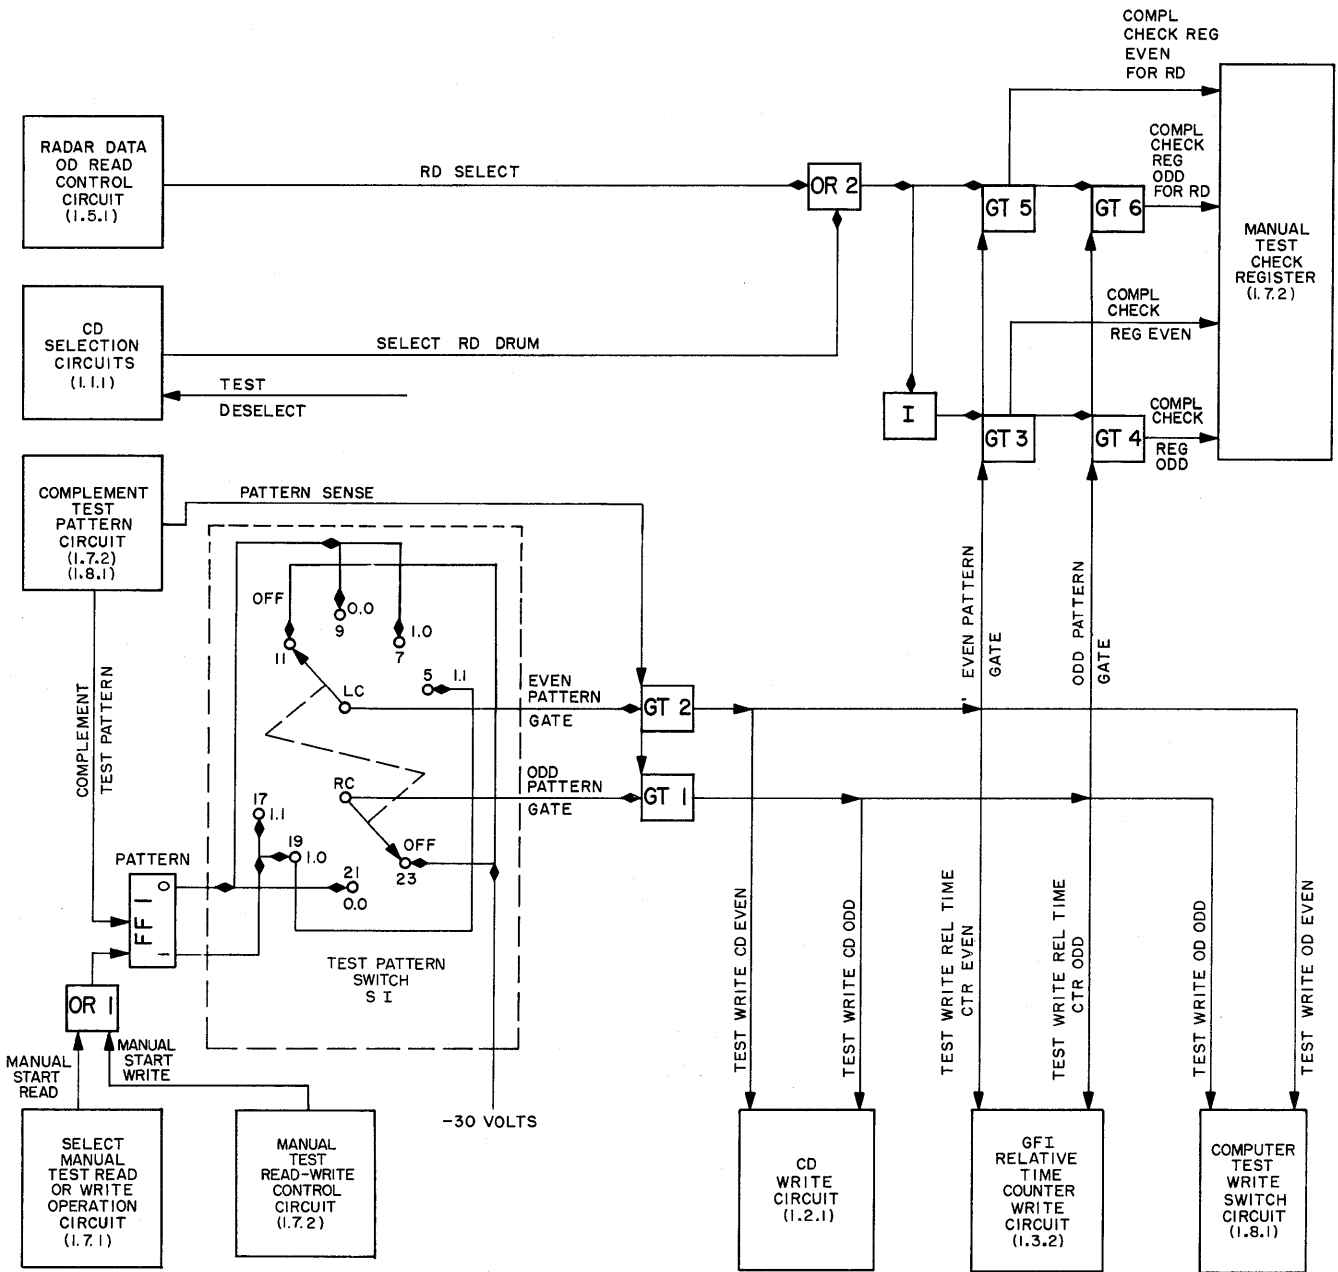 COMPL
CHECK REG
EVEN
FOR RD
RADAR DATA
OD READ
CONTROL
CIRCUIT
(1.5.1)
RD SELECT
OR 2
GT 5
GT 6
COMPL
CHECK
REG
ODD
FOR RD
MANUAL
TEST
CHECK
REGISTER
(1.7.2)
CD
SELECTION
CIRCUITS
(1.1.1)
SELECT RD DRUM
TEST
DESELECT
COMPL
CHECK
REG EVEN
I
GT 3
GT 4
COMPL
CHECK
REG
ODD
COMPLEMENT
TEST
PATTERN
CIRCUIT
(1.7.2)
(1.8.1)
PATTERN SENSE
OFF
11
0.0
9
1.0
7
5
1.1
LC
EVEN
PATTERN
GATE
GT 2
EVEN PATTERN
GATE
ODD PATTERN
GATE
COMPLEMENT
TEST PATTERN
RC
ODD
PATTERN
GATE
GT 1
17
1.1
19
1.0
21
0.0
OFF
23
PATTERN
FF 1
0
1
TEST PATTERN
SWITCH
S I
OR 1
MANUAL
START
READ
MANUAL
START
WRITE
-30 VOLTS
TEST WRITE CD EVEN
TEST WRITE CD ODD
TEST WRITE REL TIME
CTR EVEN
TEST WRITE REL TIME
CTR ODD
TEST WRITE OD ODD
TEST WRITE OD EVEN
SELECT
MANUAL
TEST READ
OR WRITE
OPERATION
CIRCUIT
(1.7.1)
MANUAL
TEST
READ-WRITE
CONTROL
CIRCUIT
(1.7.2)
CD
WRITE
CIRCUIT
(1.2.1)
GFI
RELATIVE
TIME
COUNTER
WRITE
CIRCUIT
(1.3.2)
COMPUTER
TEST
WRITE
SWITCH
CIRCUIT
(1.8.1)